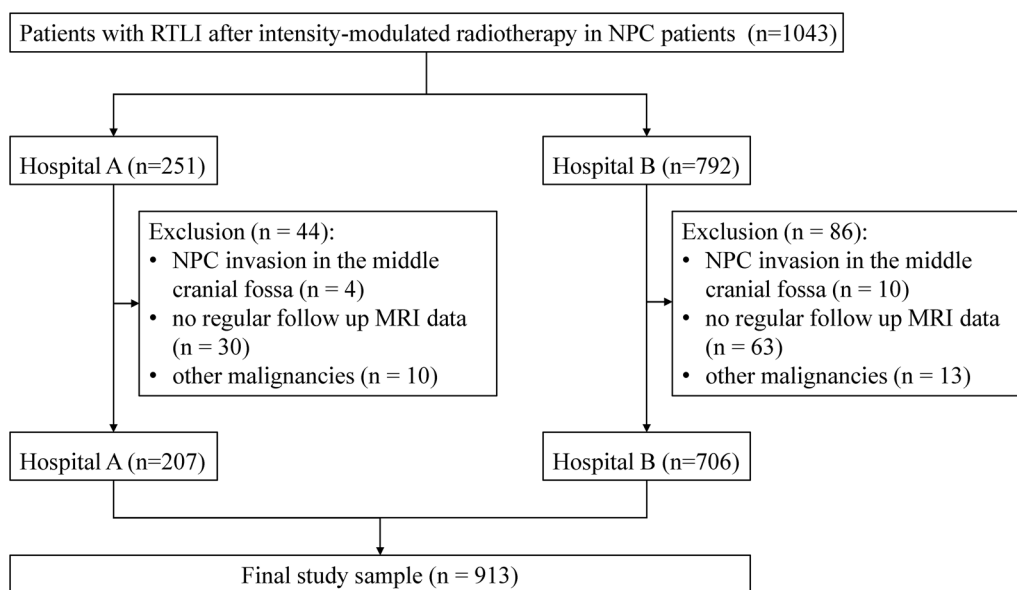 Patients with RTLI after intensity-modulated radiotherapy in NPC patients (n=1043)
Hospital A (n=251)
Hospital B (n=792)
Exclusion (n = 44):
• NPC invasion in the middle
cranial fossa (n = 4)
• no regular follow up MRI data
(n = 30)
• other malignancies (n = 10)
Exclusion (n = 86):
• NPC invasion in the middle
cranial fossa (n = 10)
• no regular follow up MRI data
(n = 63)
• other malignancies (n = 13)
Hospital A (n=207)
Hospital B (n=706)
Final study sample (n = 913)